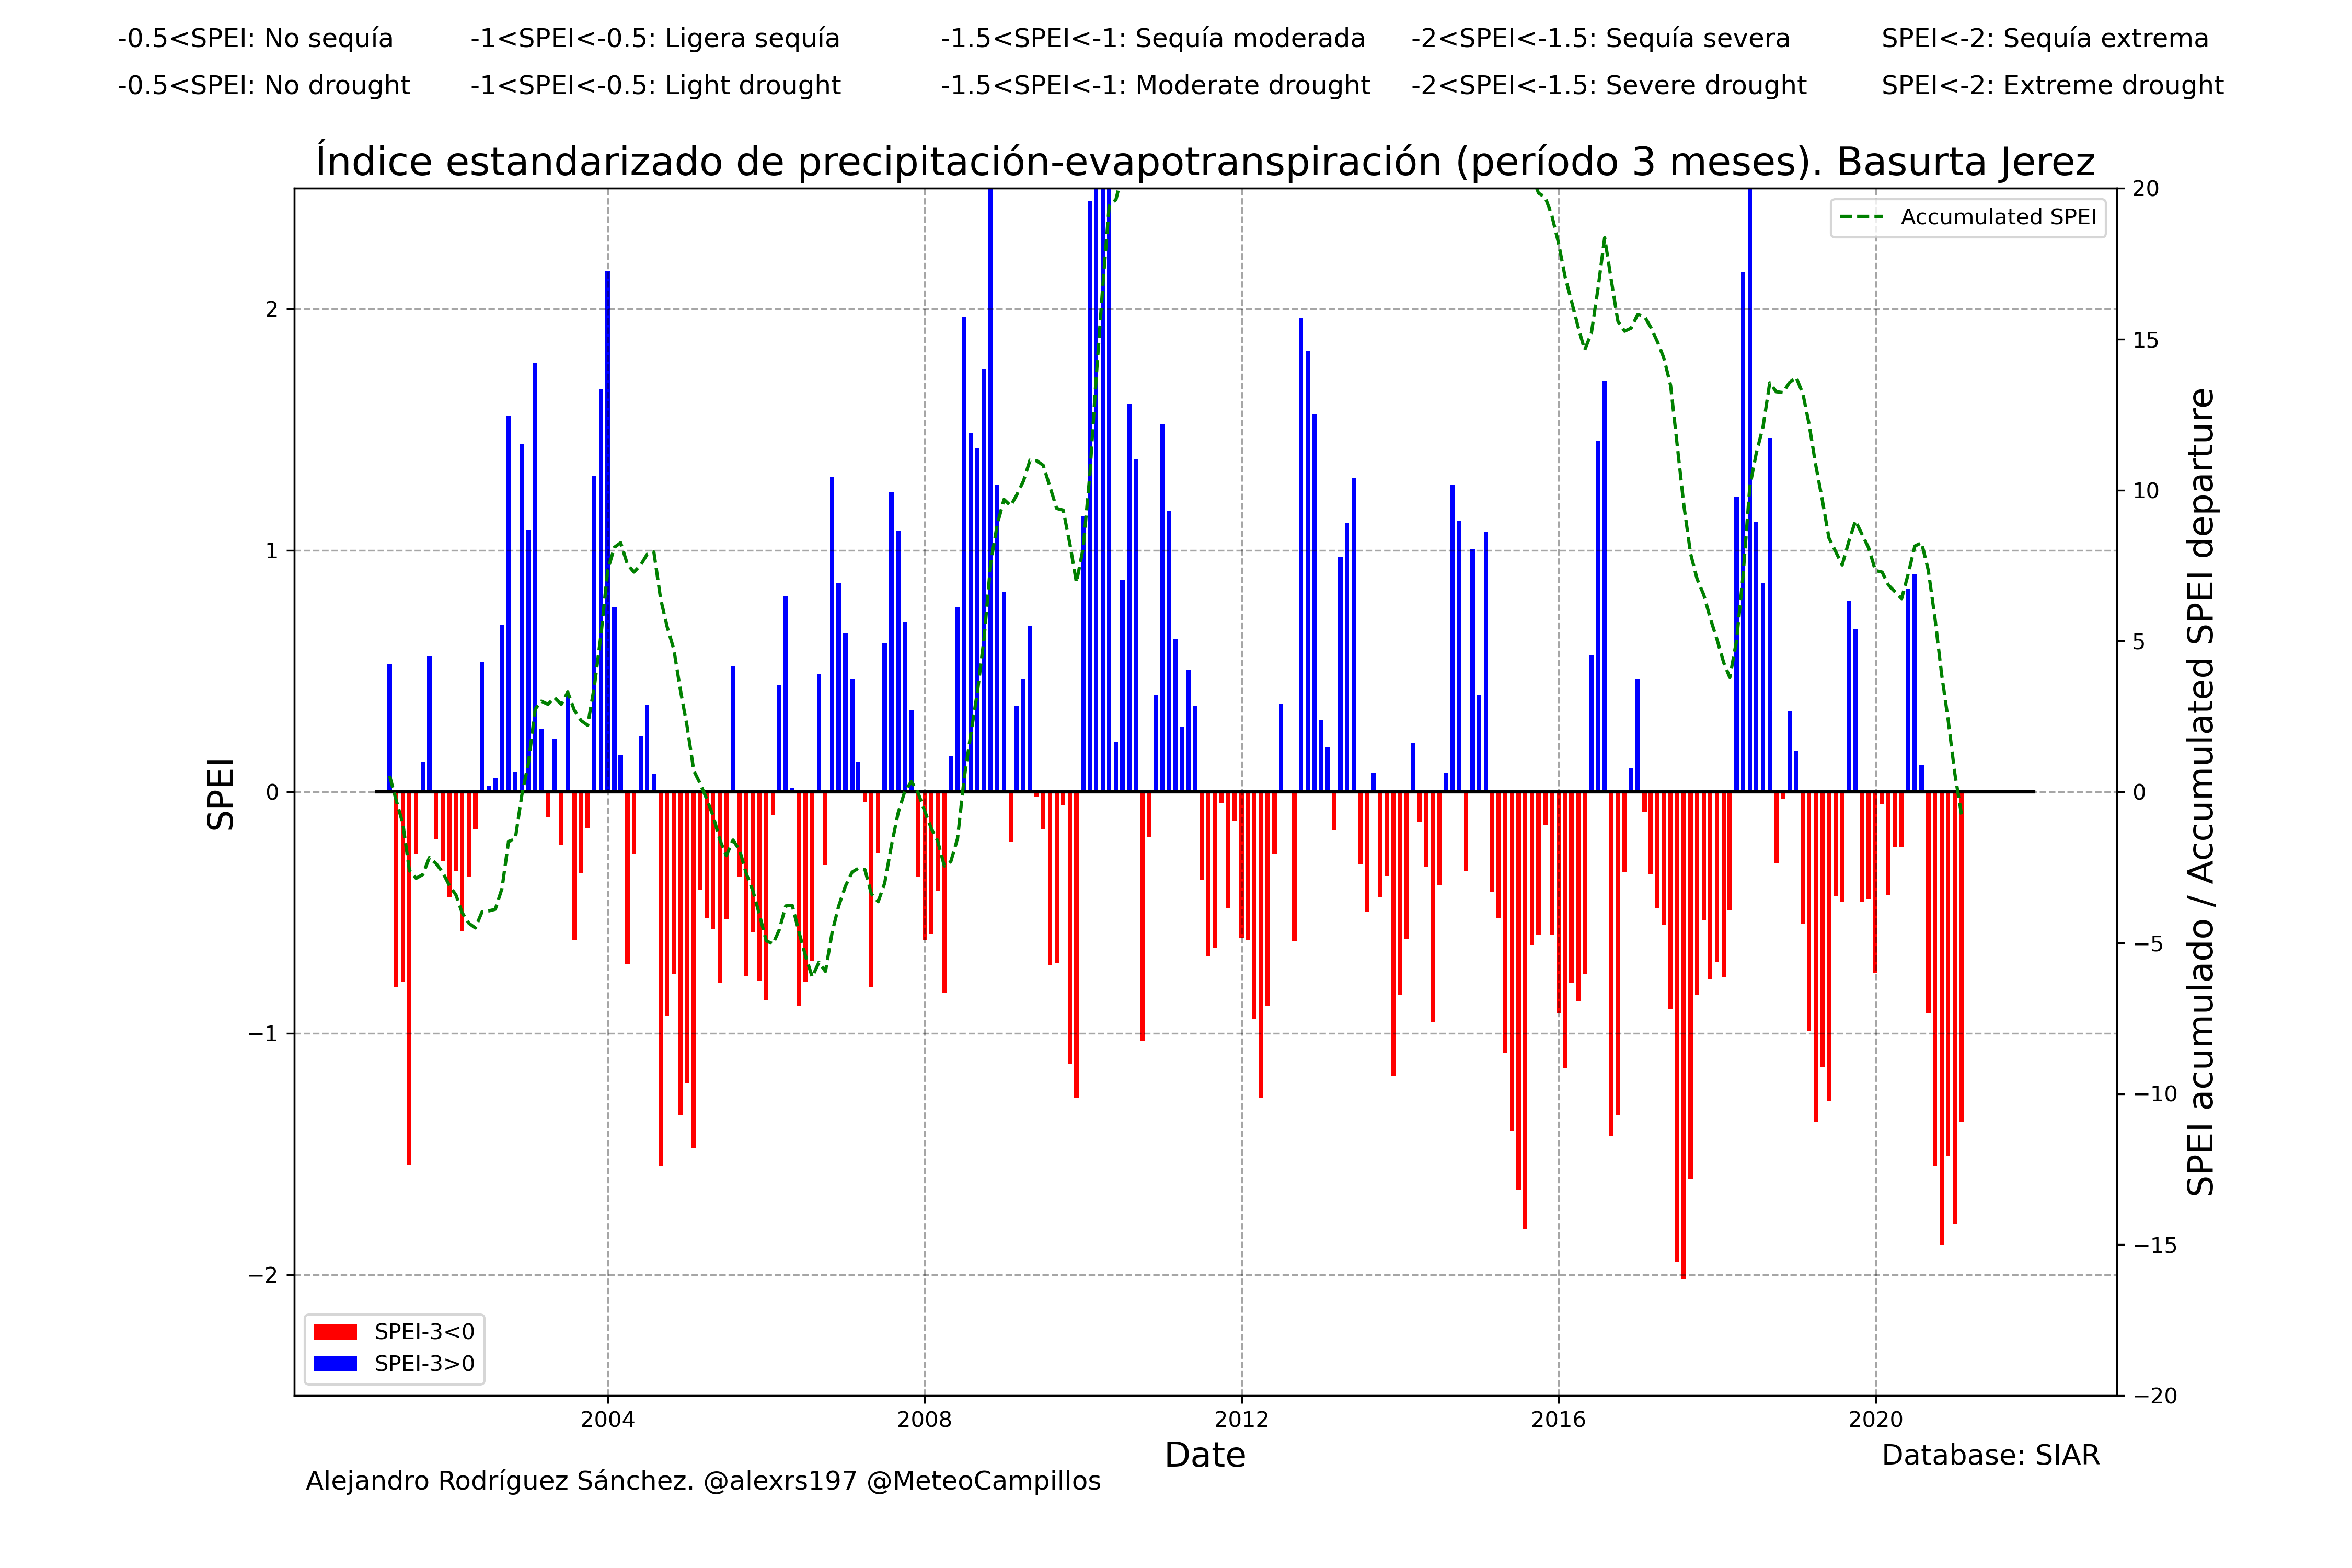 -0.5<SPEI: No sequía -1<SPEI<-0.5: Ligera sequía -1.5<SPEI<-1: Sequía moderada -2<SPEI<-1.5: Sequía severa SPEI<-2: Sequía extrema
-0.5<SPEI: No drought -1<SPEI<-0.5: Light drought -1.5<SPEI<-1: Moderate drought -2<SPEI<-1.5: Severe drought SPEI<-2: Extreme drought
Índice estandarizado de precipitación-evapotranspiración (período 3 meses). Basurta Jerez
Accumulated SPEI
SPEI
2
1
0
−1
−2
20
15
10
5
0
−5
−10
−15
−20
SPEI acumulado / Accumulated SPEI departure
SPEI-3<0
SPEI-3>0
2004 2008 2012 2016 2020
Date
Database: SIAR
Alejandro Rodríguez Sánchez. @alexrs197 @MeteoCampillos